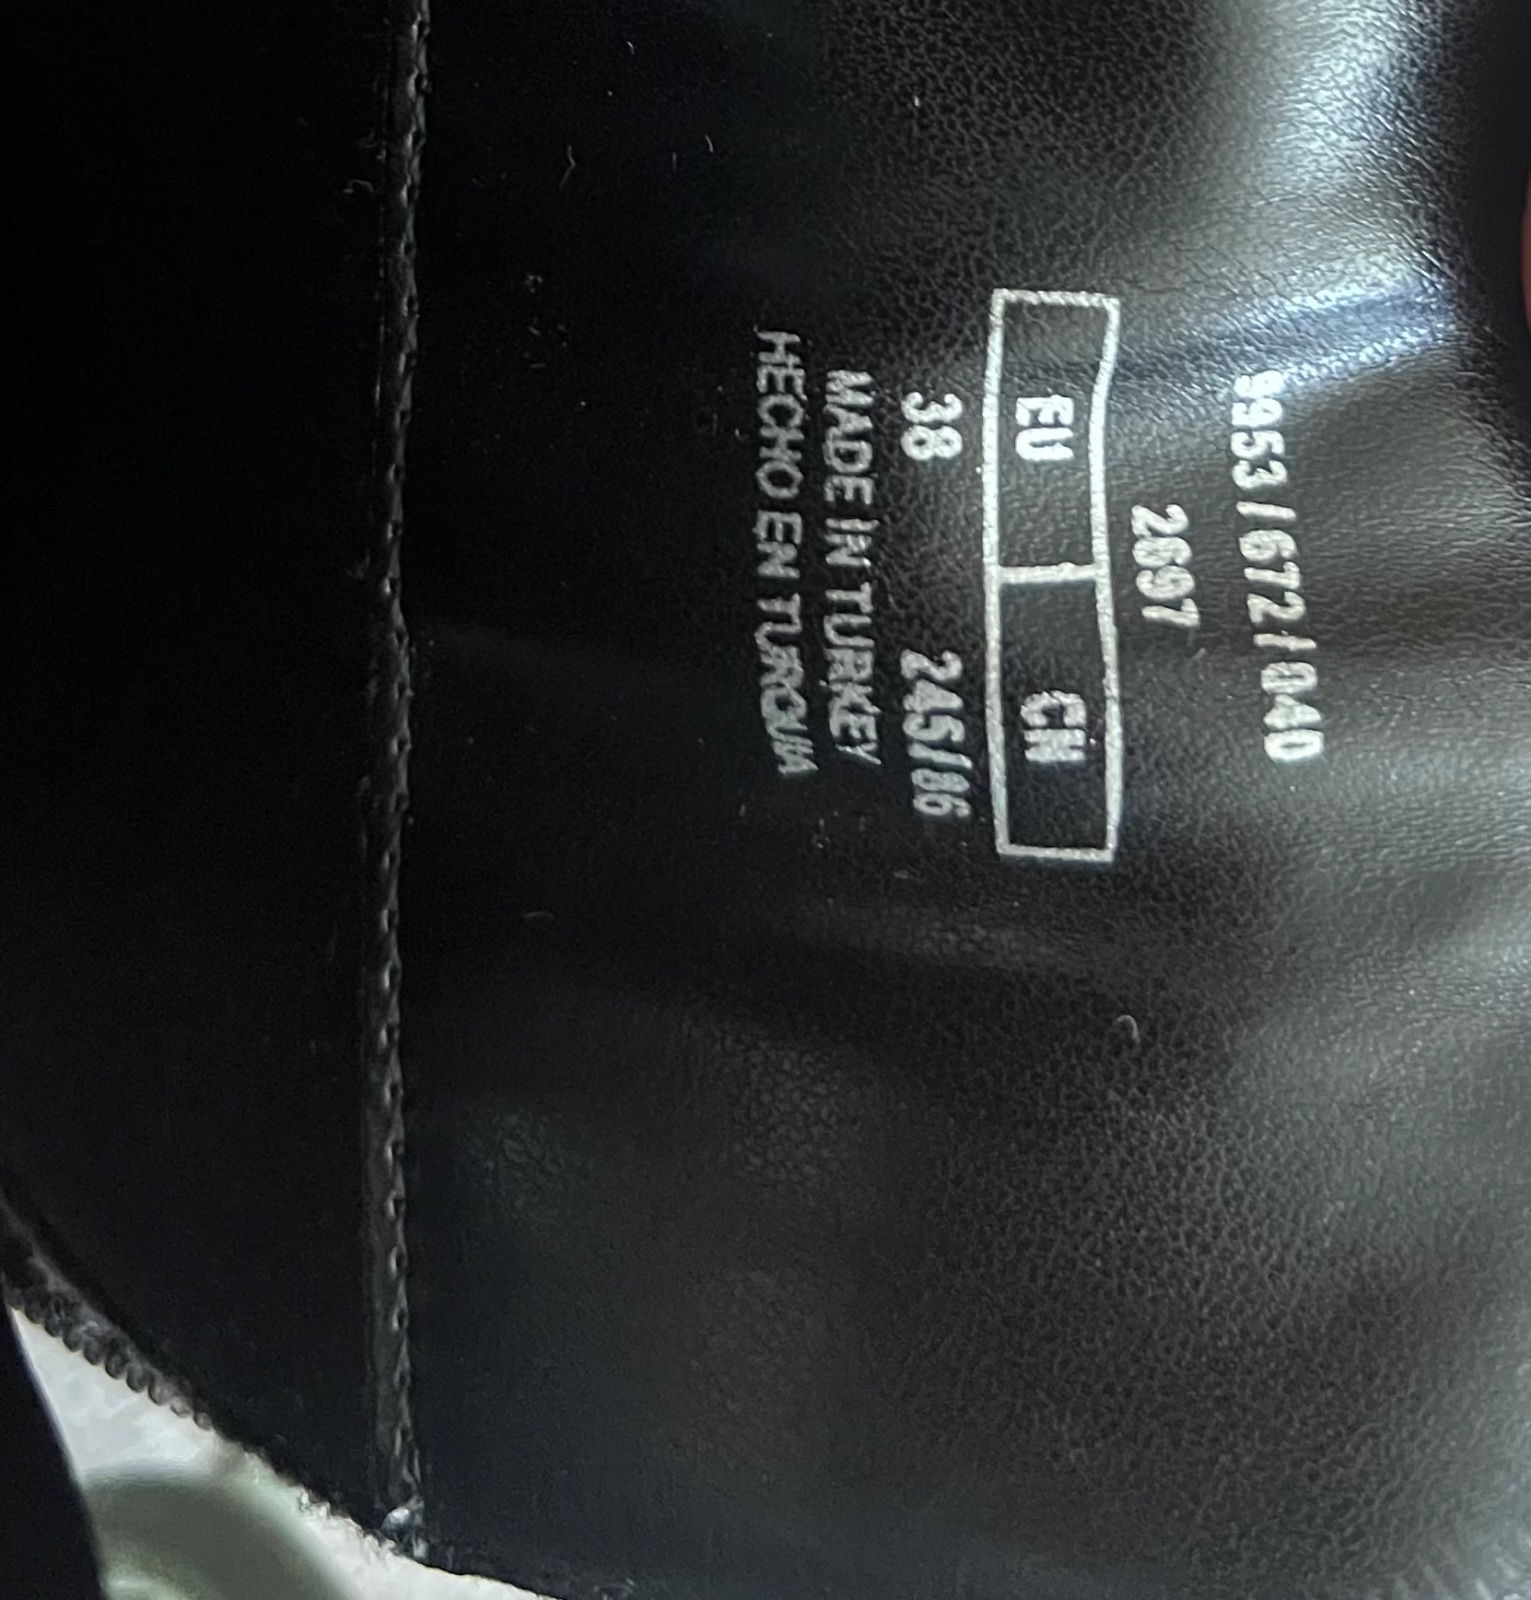 9953/672/040
2697
EU CN
38 245/86
MADE IN TURKEY
HECHO EN TURQUIA